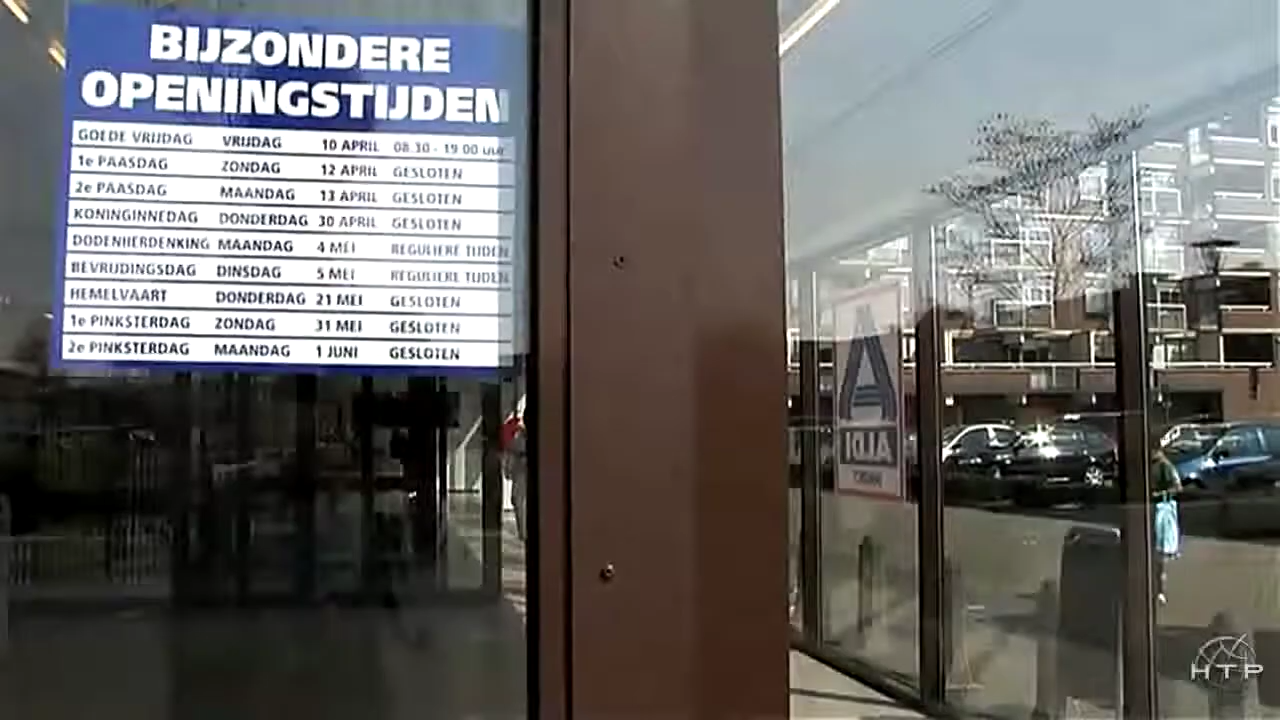 BIJZONDERE
OPENINGSTIJDEN
GOEDE VRIJDAG VRIJDAG 10 APRIL 08.30 - 19.00 uur
1e PAASDAG ZONDAG 12 APRIL GESLOTEN
2e PAASDAG MAANDAG 13 APRIL GESLOTEN
KONINGINNEDAG DONDERDAG 30 APRIL GESLOTEN
DODENHERDENKING MAANDAG 4 MEI REGULIERE TIJDEN
BEVRIJDINGSDAG DINSDAG 5 MEI REGULIERE TIJDEN
HEMELVAART DONDERDAG 21 MEI GESLOTEN
1e PINKSTERDAG ZONDAG 31 MEI GESLOTEN
2e PINKSTERDAG MAANDAG 1 JUNI GESLOTEN
ALDI
MARKT
HTP